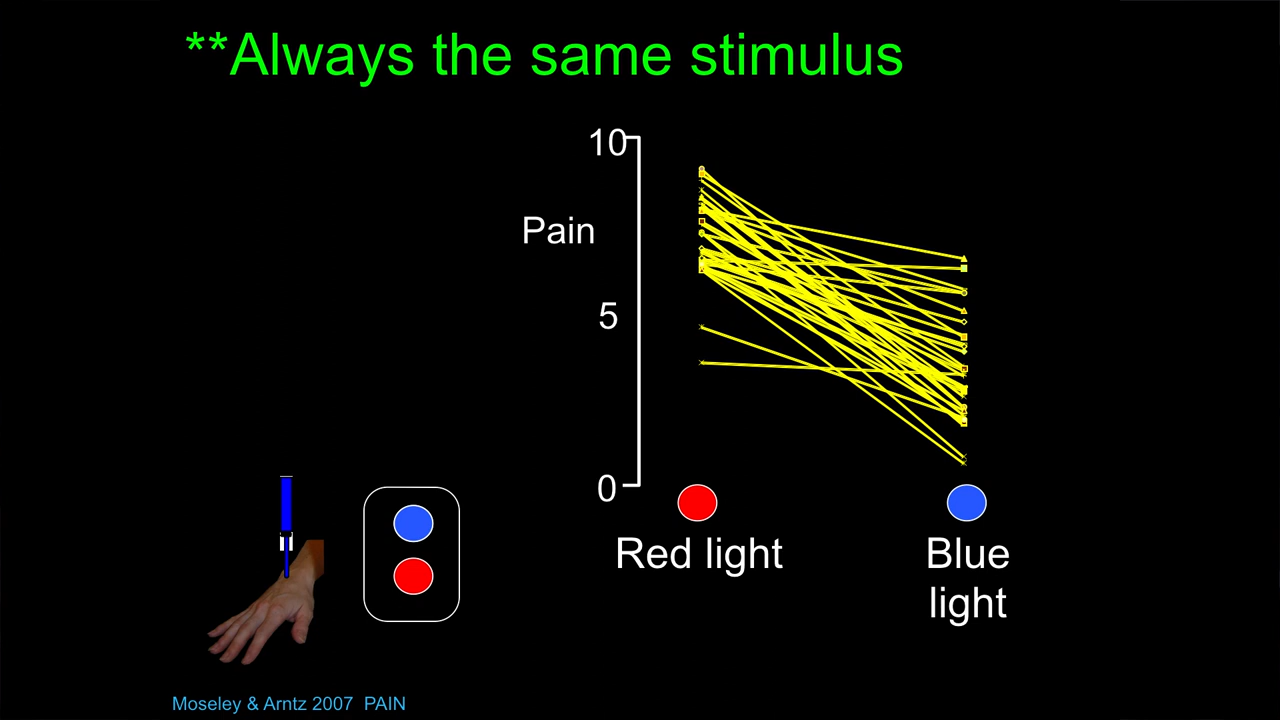 **Always the same stimulus
10
Pain
5
0
Red light
Blue
light
Moseley & Arntz 2007  PAIN